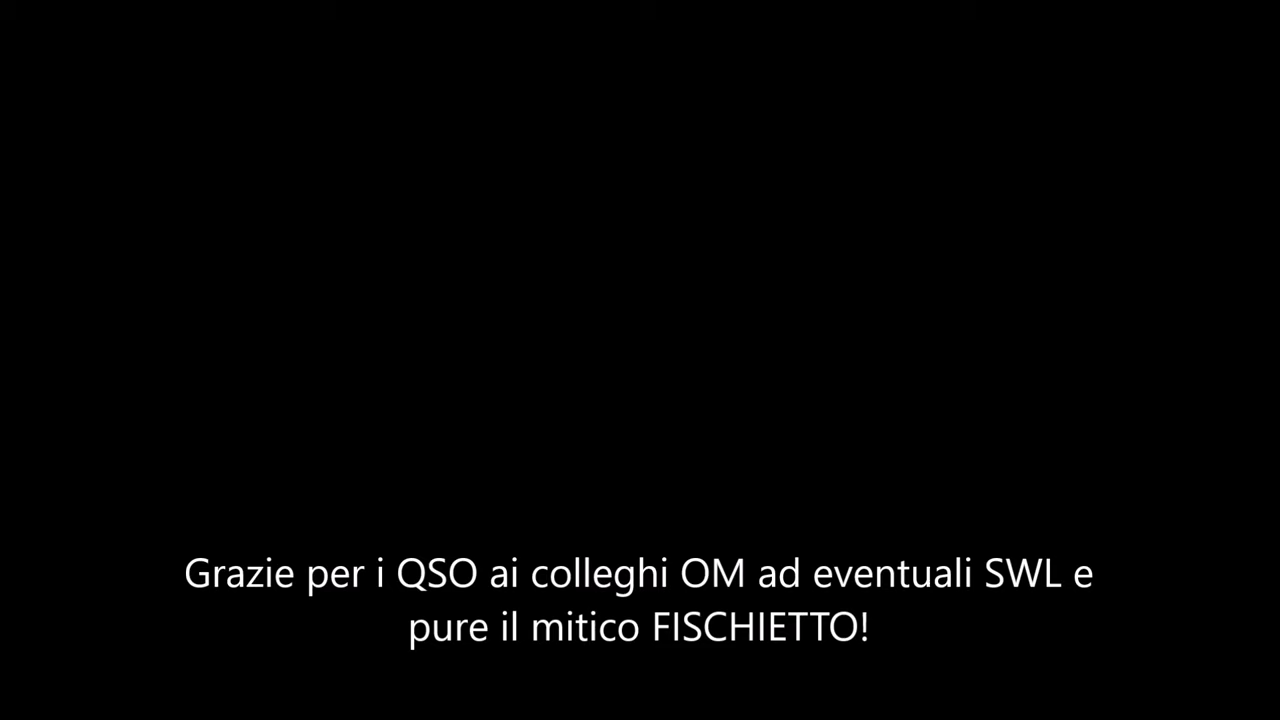 Grazie per i QSO ai colleghi OM ad eventuali SWL e
pure il mitico FISCHIETTO!